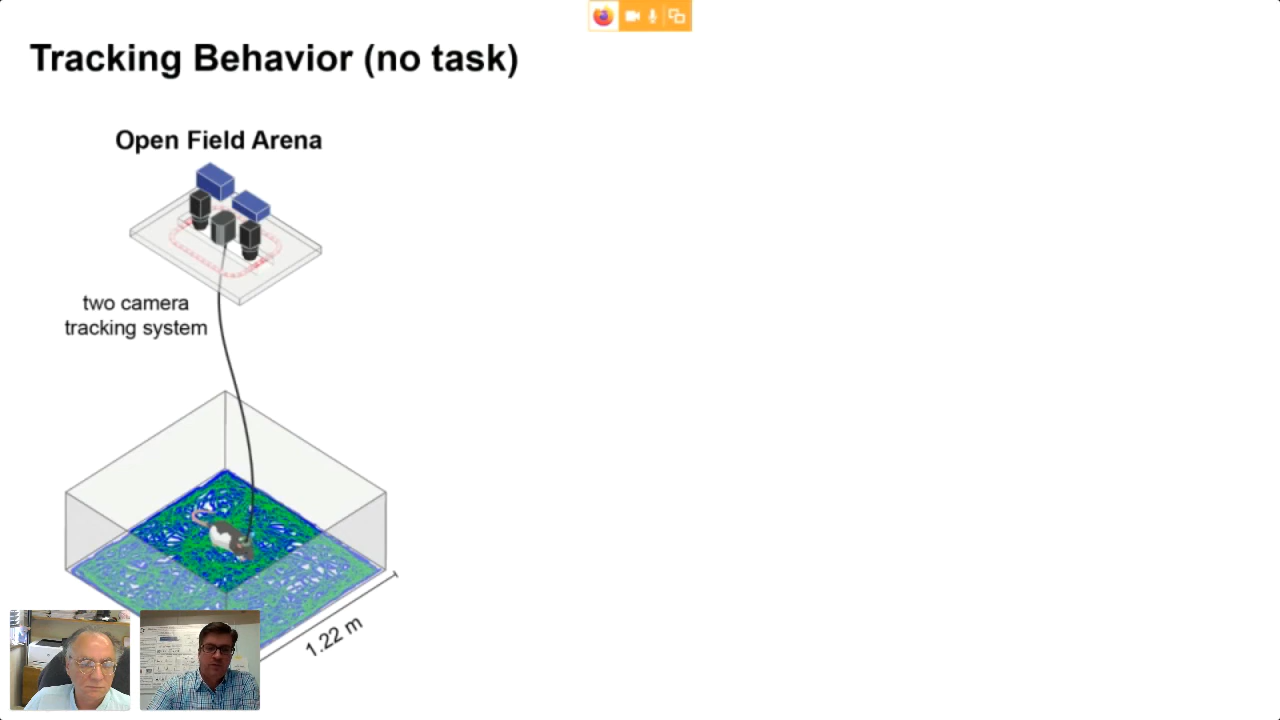 Tracking Behavior (no task)
Open Field Arena
two camera
tracking system
1.22 m